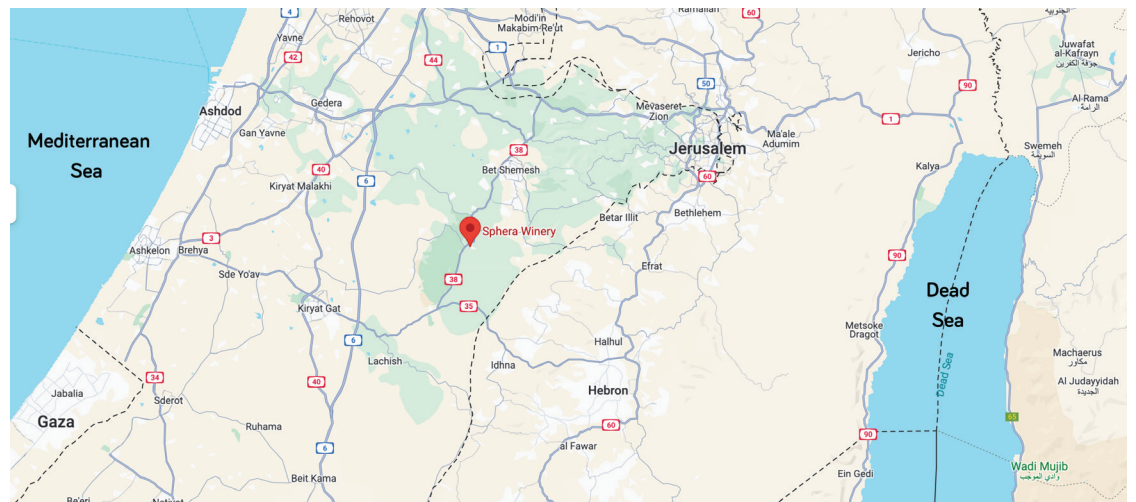 Rehovot
Modi'in
Makabim-Re'ut
Ramallah
60
4
Yavne
42
1
44
Jericho
Juwafat
al-Kafrayn
جوفة الكفرين
50
90
Ashdod
Gedera
Mevaseret
Zion
Al-Rama
الرامة
Gan Yavne
1
Mediterranean
Sea
38
Jerusalem
Ma'ale
Adumim
Swemeh
السويمة
40
6
Bet Shemesh
Kalya
Kiryat Malakhi
60
Betar Illit
Bethlehem
Sphera Winery
3
Ashkelon
Brehya
90
Sde Yo'av
38
Efrat
Kiryat Gat
35
Dead
Sea
6
Metsoke
Dragot
Halhul
Lachish
Idhna
Machaerus
مكاور
Dead Sea
34
40
Hebron
Al Judayyidah
الجديدة
Jabalia
Sderot
Gaza
Ruhama
60
65
90
6
al Fawar
Beit Kama
Ein Gedi
Wadi Mujib
وادي الموجب
Be'eri